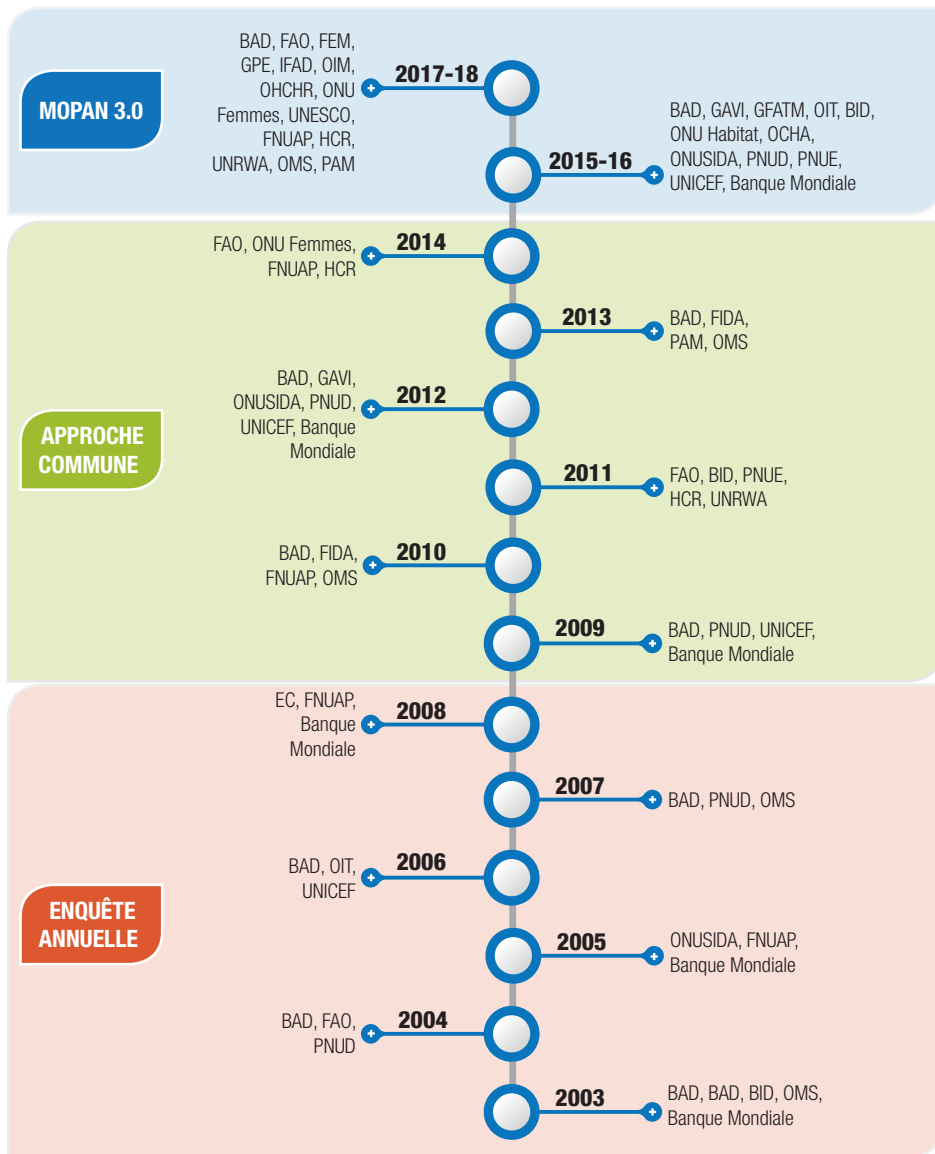 MOPAN 3.0
BAD, FAO, FEM,
GPE, IFAD, OIM,
OHCHR, ONU
Femmes, UNESCO,
FNUAP, HCR,
UNRWA, OMS, PAM
2017-18
2015-16
BAD, GAVI, GFATM, OIT, BID,
ONU Habitat, OCHA,
ONUSIDA, PNUD, PNUE,
UNICEF, Banque Mondiale
APPROCHE
COMMUNE
FAO, ONU Femmes,
FNUAP, HCR
2014
2013
BAD, FIDA,
PAM, OMS
BAD, GAVI,
ONUSIDA, PNUD,
UNICEF, Banque
Mondiale
2012
2011
FAO, BID, PNUE,
HCR, UNRWA
BAD, FIDA,
FNUAP, OMS
2010
2009
BAD, PNUD, UNICEF,
Banque Mondiale
ENQUÊTE
ANNUELLE
EC, FNUAP,
Banque
Mondiale
2008
2007
BAD, PNUD, OMS
BAD, OIT,
UNICEF
2006
2005
ONUSIDA, FNUAP,
Banque Mondiale
BAD, FAO,
PNUD
2004
2003
BAD, BAD, BID, OMS,
Banque Mondiale